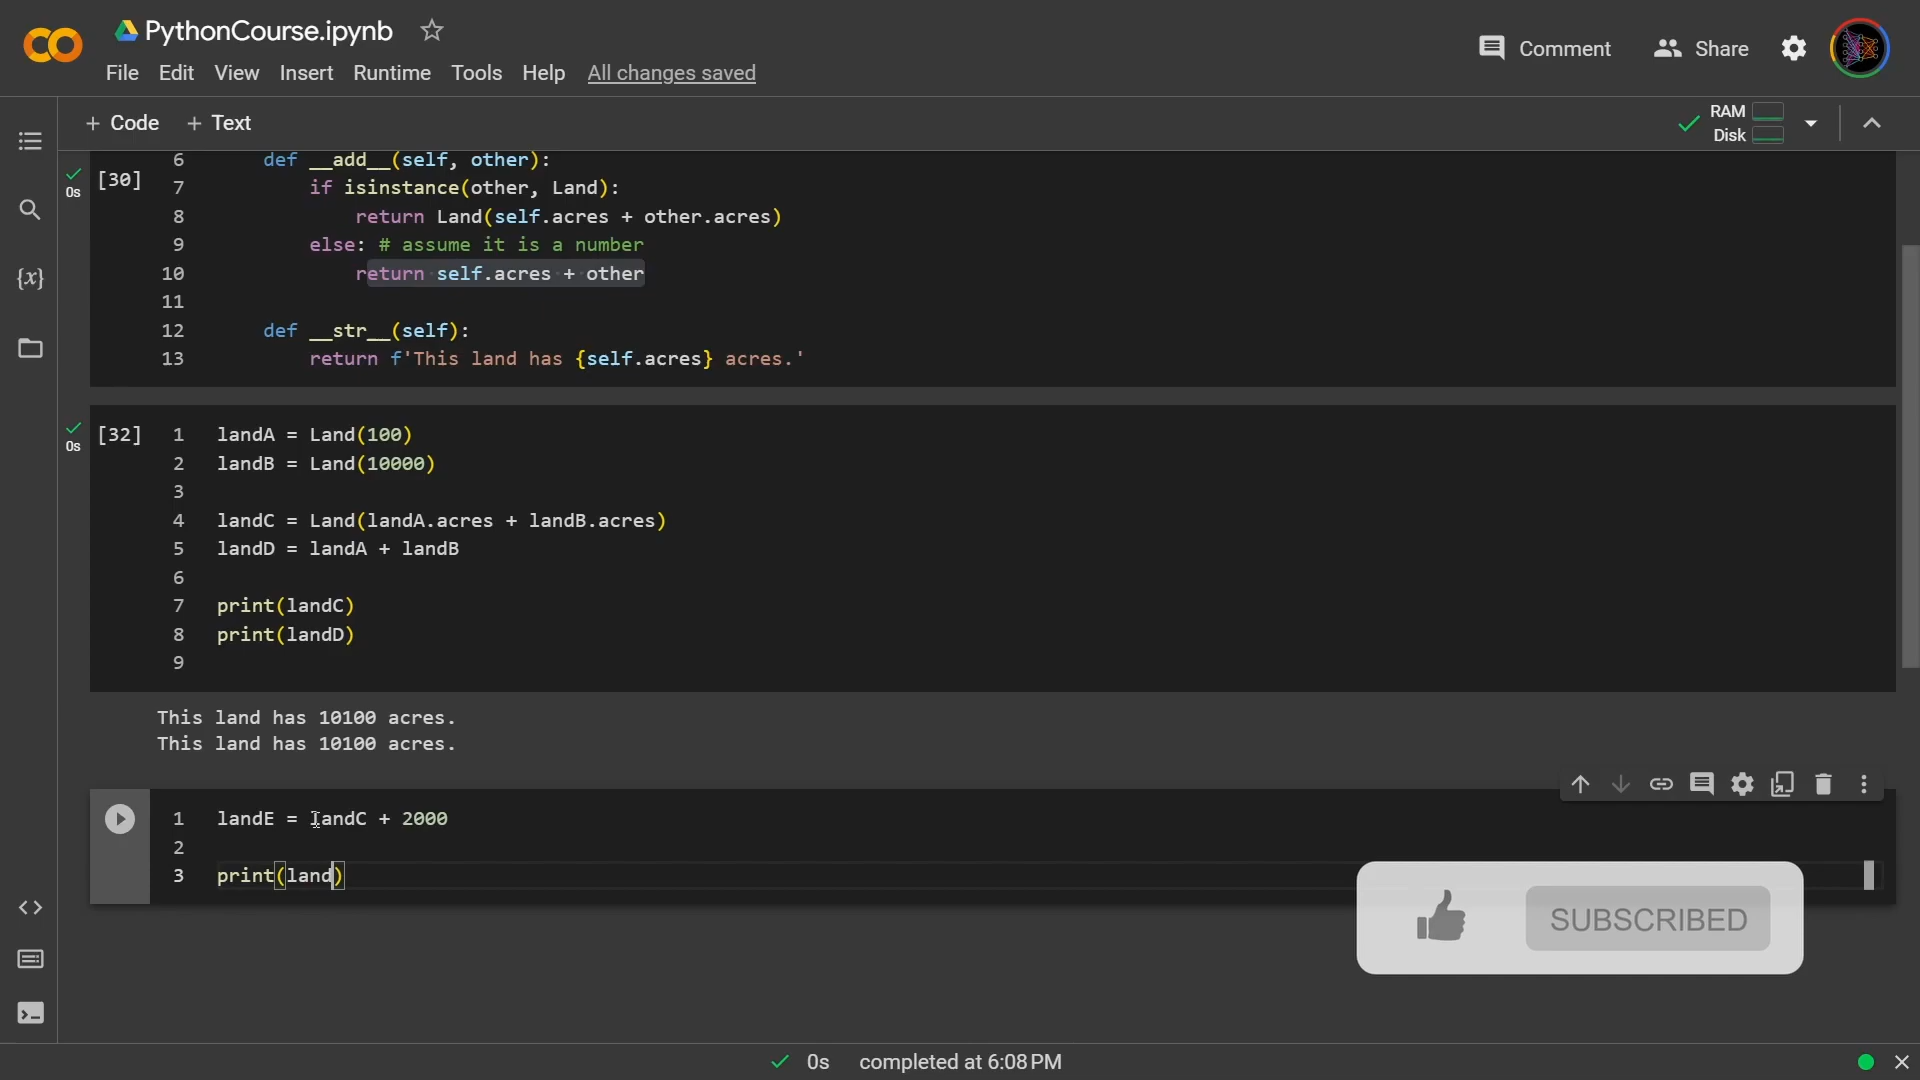 PythonCourse.ipynb
Comment
Share
File Edit View Insert Runtime Tools Help All changes saved
+ Code + Text
RAM
Disk
0s
[30]
6 def __add__(self, other):
7 if isinstance(other, Land):
8 return Land(self.acres + other.acres)
9 else: # assume it is a number
10 return self.acres + other
11
12 def __str__(self):
13 return f'This land has {self.acres} acres.'
0s
[32]
1 landA = Land(100)
2 landB = Land(10000)
3
4 landC = Land(landA.acres + landB.acres)
5 landD = landA + landB
6
7 print(landC)
8 print(landD)
9
This land has 10100 acres.
This land has 10100 acres.
1 landE = landC + 2000
2
3 print(land)
SUBSCRIBED
0s completed at 6:08 PM